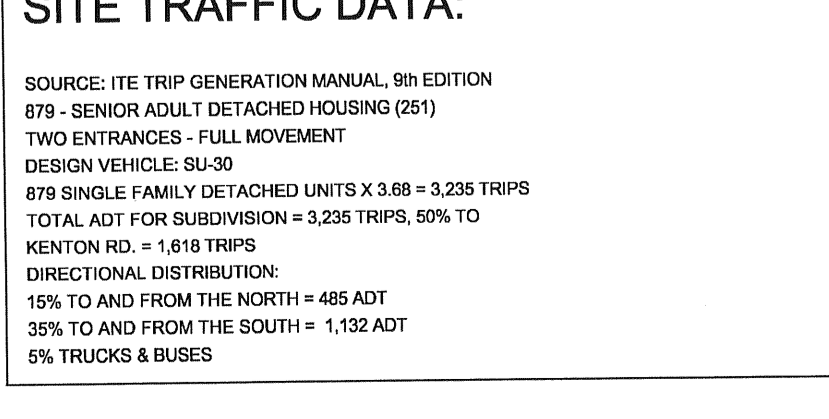 SITE TRAFFIC DATA:
SOURCE: ITE TRIP GENERATION MANUAL, 9th EDITION
879 - SENIOR ADULT DETACHED HOUSING (251)
TWO ENTRANCES - FULL MOVEMENT
DESIGN VEHICLE: SU-30
879 SINGLE FAMILY DETACHED UNITS X 3.68 = 3,235 TRIPS
TOTAL ADT FOR SUBDIVISION = 3,235 TRIPS, 50% TO
KENTON RD. = 1,618 TRIPS
DIRECTIONAL DISTRIBUTION:
15% TO AND FROM THE NORTH = 485 ADT
35% TO AND FROM THE SOUTH = 1,132 ADT
5% TRUCKS & BUSES